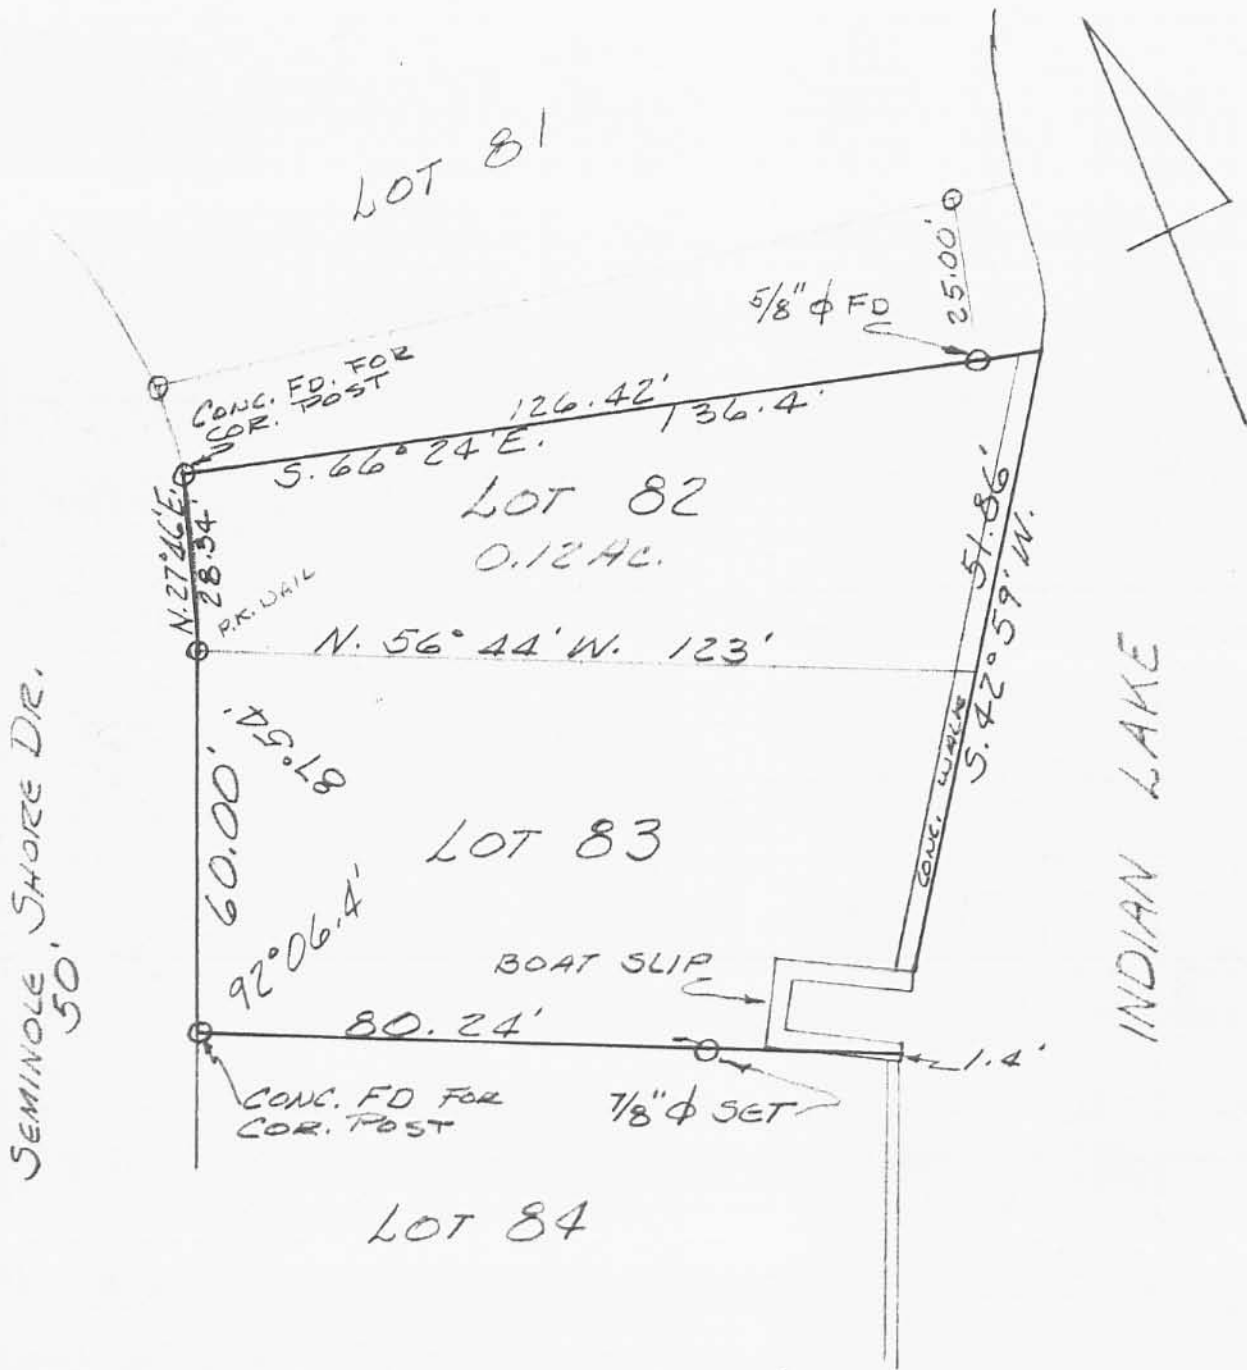 LOT 81
25.00'
5/8" ϕ FD
CONC. FD. FOR
COR. POST
126.42'
136.4'
S. 66° 24' E.
LOT 82
0.12 AC.
N. 27° 46' E.
28.34'
P.K. NAIL
51.86'
S. 42° 59' W.
N. 56° 44' W. 123'
SEMINOLE SHORE DR.
50'
60.00'
87° 54'
LOT 83
CONC. WALK
INDIAN LAKE
92° 06.4'
BOAT SLIP
80.24'
1.4'
CONC. FD FOR
COR. POST
7/8" ϕ SET
LOT 84